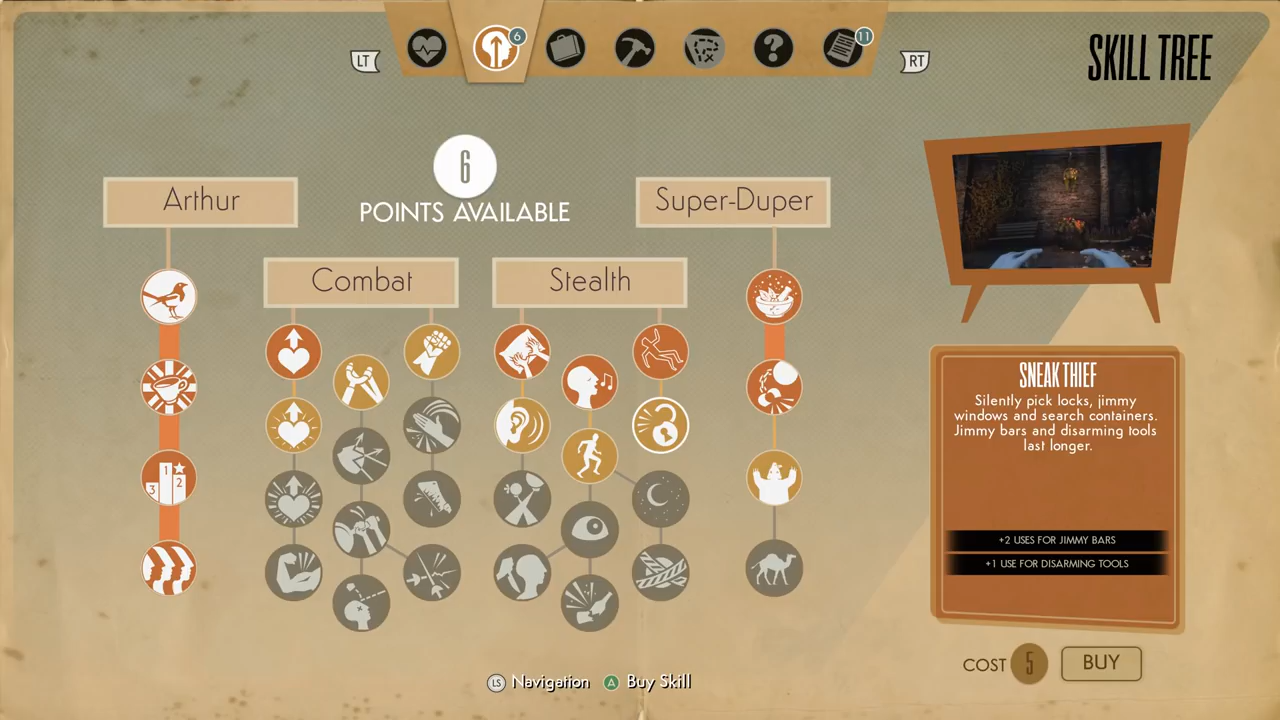 LT
6
11
RT
SKILL TREE
6
POINTS AVAILABLE
Arthur
Super-Duper
Combat
Stealth
1
2
3
SNEAK THIEF
Silently pick locks, jimmy
windows and search containers.
Jimmy bars and disarming tools
last longer.
+2 USES FOR JIMMY BARS
+1 USE FOR DISARMING TOOLS
COST 5 BUY
LS Navigation A Buy Skill